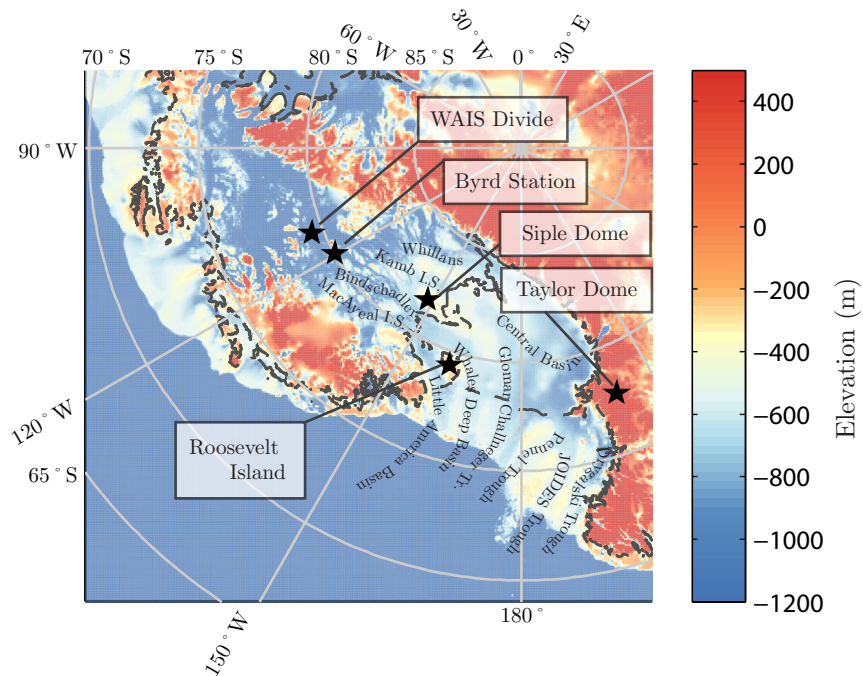 70°S
75°S
60°W
80°S
85°S
30°W
0°
30°E
90°W
120°W
65°S
150°W
180°
WAIS Divide
Byrd Station
Siple Dome
Taylor Dome
Roosevelt
Island
Whillans
Kamb I.S.
Bindschadler
MacAyeal I.S.
Central Basin
Whales Deep Basin
Little America Basin
Glomar Challneger Tr.
Pennel Trough
JOIDES Trough
Drygalski Trough
400
200
0
−200
−400
−600
−800
−1000
−1200
Elevation (m)